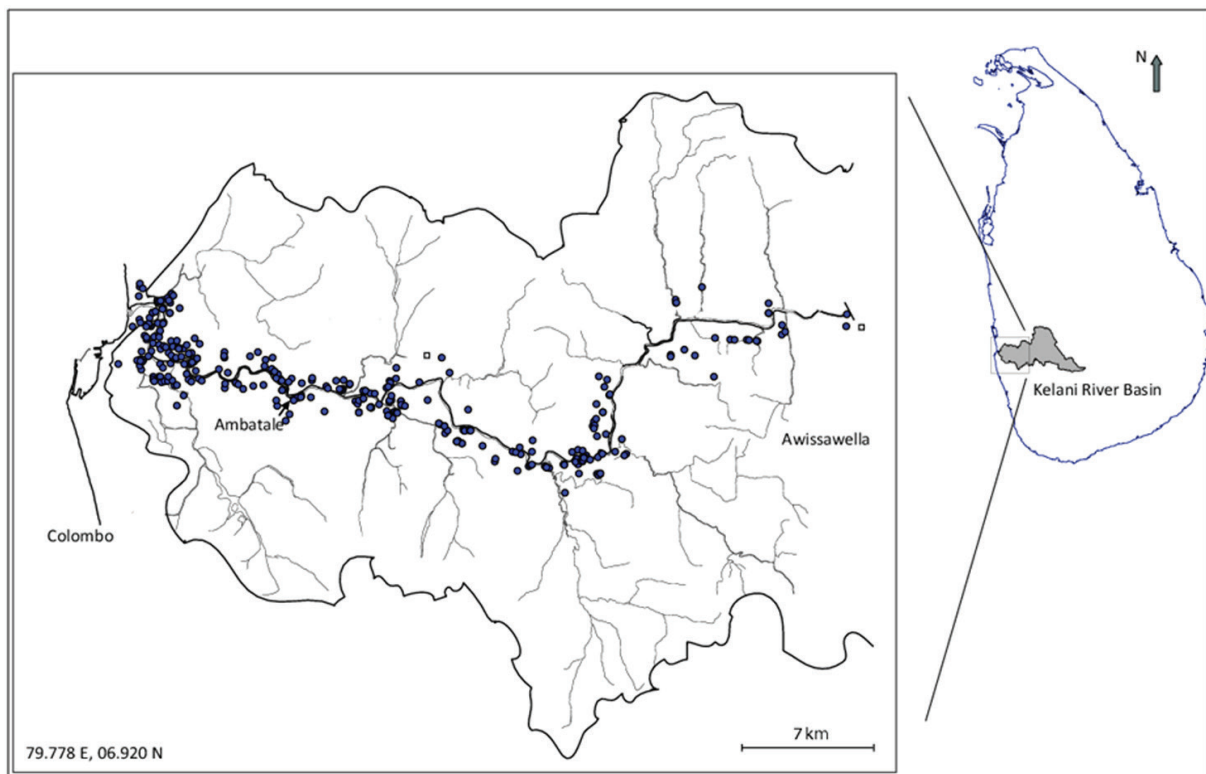 N
Kelani River Basin
Ambatale
Awissawella
Colombo
7 km
79.778 E, 06.920 N